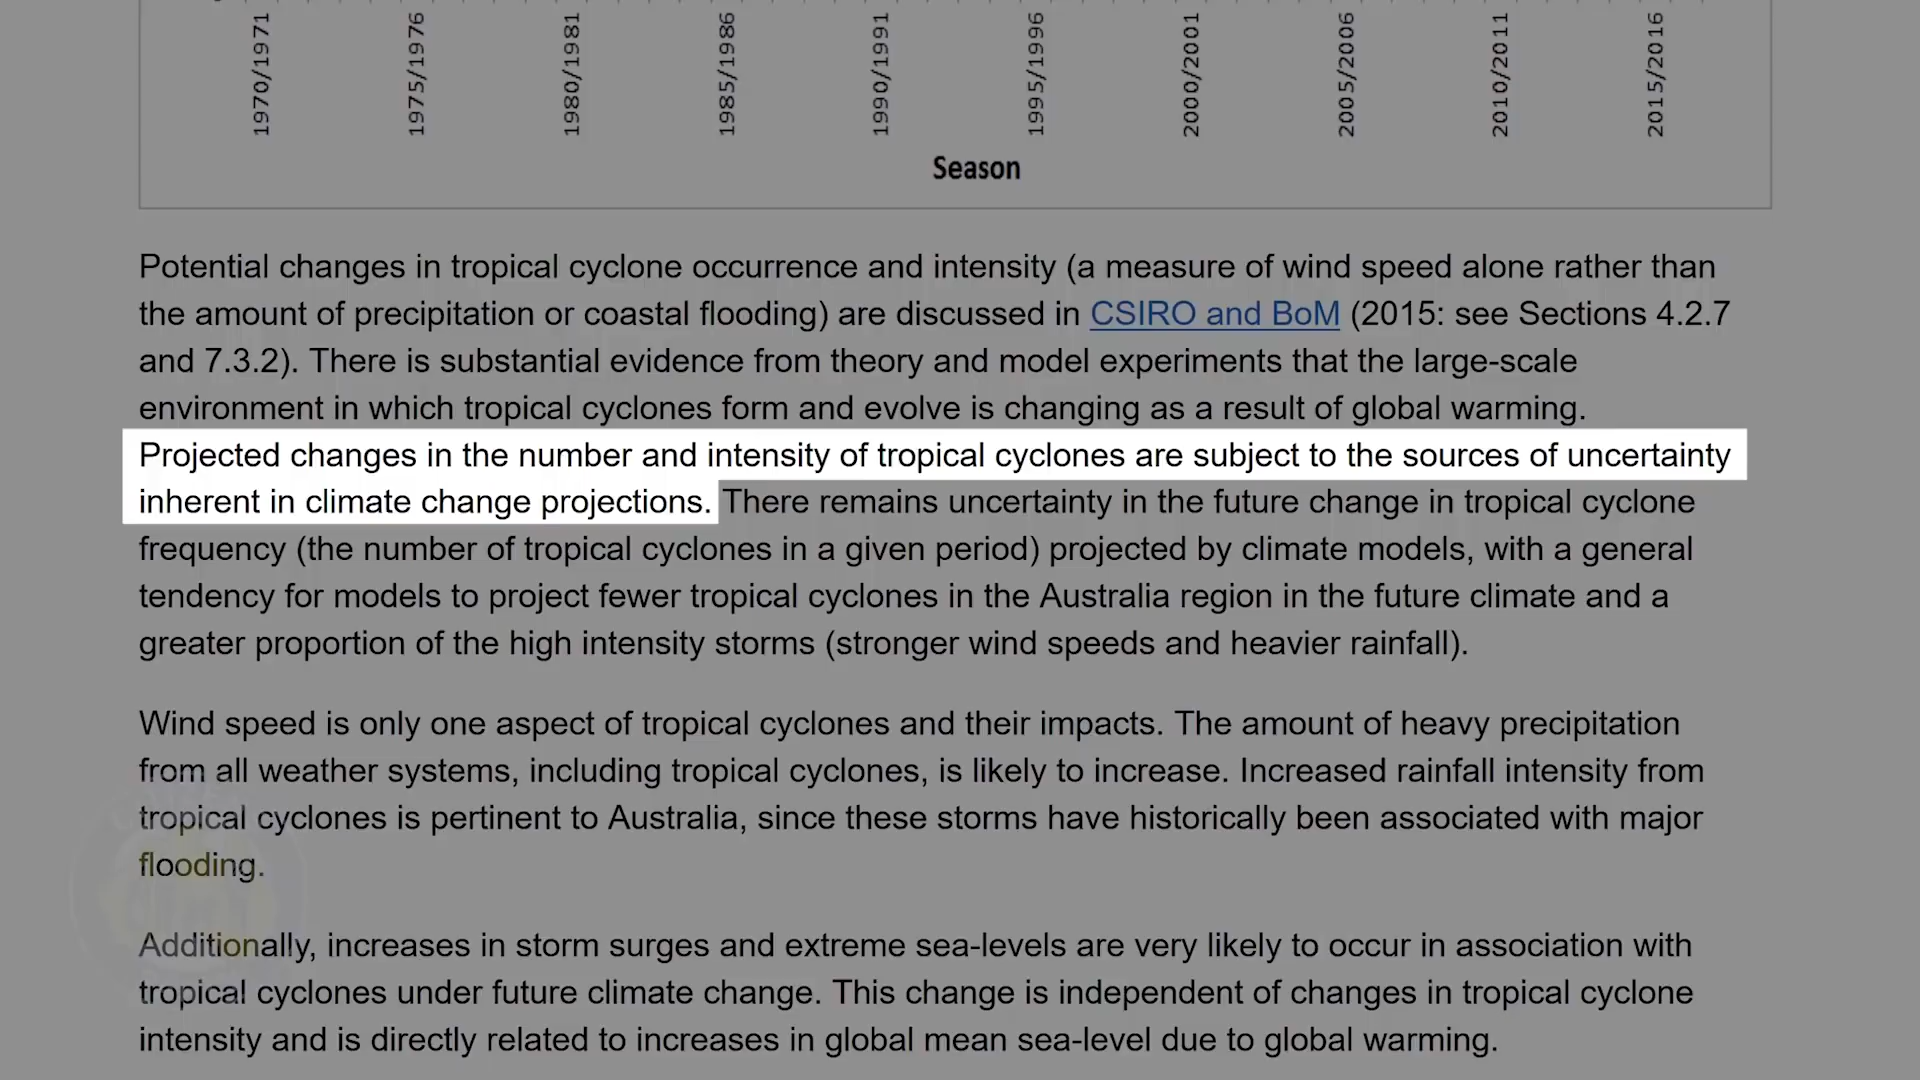 1970/1971 1975/1976 1980/1981 1985/1986 1990/1991 1995/1996 2000/2001 2005/2006 2010/2011 2015/2016
Season
Potential changes in tropical cyclone occurrence and intensity (a measure of wind speed alone rather than
the amount of precipitation or coastal flooding) are discussed in CSIRO and BoM (2015: see Sections 4.2.7
and 7.3.2). There is substantial evidence from theory and model experiments that the large-scale
environment in which tropical cyclones form and evolve is changing as a result of global warming.
Projected changes in the number and intensity of tropical cyclones are subject to the sources of uncertainty
inherent in climate change projections. There remains uncertainty in the future change in tropical cyclone
frequency (the number of tropical cyclones in a given period) projected by climate models, with a general
tendency for models to project fewer tropical cyclones in the Australia region in the future climate and a
greater proportion of the high intensity storms (stronger wind speeds and heavier rainfall).
Wind speed is only one aspect of tropical cyclones and their impacts. The amount of heavy precipitation
from all weather systems, including tropical cyclones, is likely to increase. Increased rainfall intensity from
tropical cyclones is pertinent to Australia, since these storms have historically been associated with major
flooding.
Additionally, increases in storm surges and extreme sea-levels are very likely to occur in association with
tropical cyclones under future climate change. This change is independent of changes in tropical cyclone
intensity and is directly related to increases in global mean sea-level due to global warming.